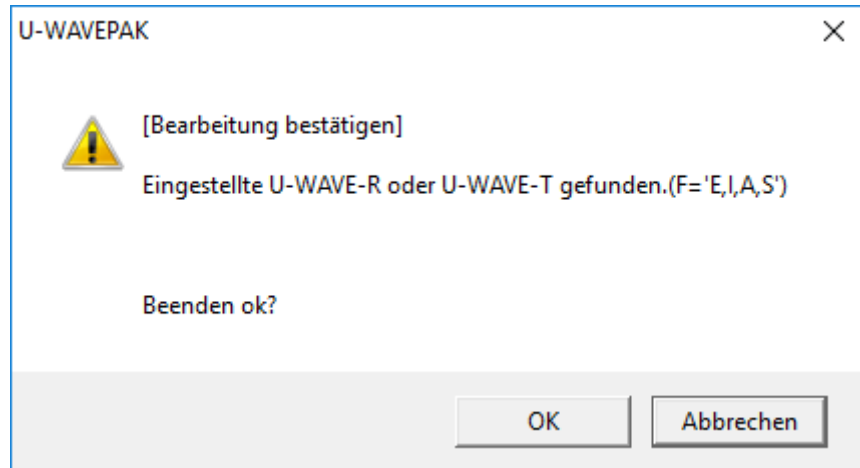 U-WAVEPAK
[Bearbeitung bestätigen]
Eingestellte U-WAVE-R oder U-WAVE-T gefunden.(F='E,I,A,S')
Beenden ok?
OK
Abbrechen